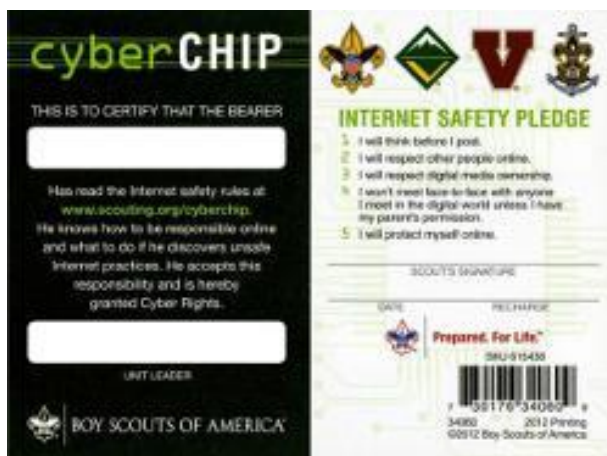 cyberCHIP
THIS IS TO CERTIFY THAT THE BEARER
Has read the Internet safety rules at
www.scouting.org/cyberchip.
He knows how to be responsible online
and what to do if he discovers unsafe
Internet practices. He accepts this
responsibility and is hereby
granted Cyber Rights.
UNIT LEADER
BOY SCOUTS OF AMERICA
V
INTERNET SAFETY PLEDGE
1 I will think before I post.
2 I will respect other people online.
3 I will respect digital media ownership.
4 I won't meet face-to-face with anyone
I meet in the digital world unless I have
my parent's permission.
5 I will protect myself online.
SCOUT'S SIGNATURE
DATE RECHARGE
Prepared. For Life.™
34080 2012 Printing
©2012 Boy Scouts of America